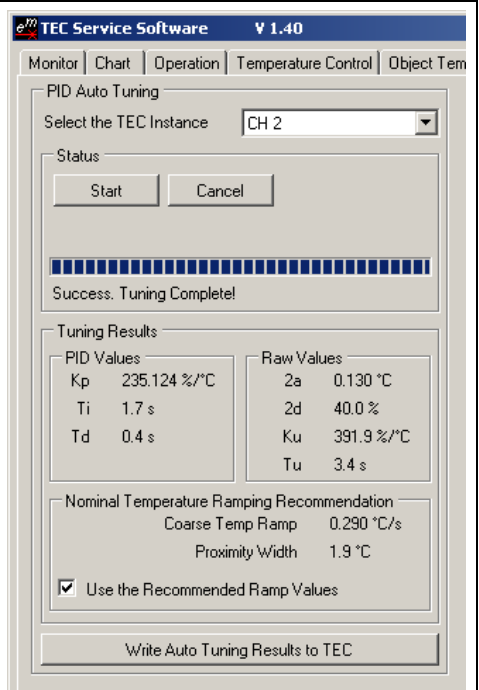 em TEC Service Software V 1.40
Monitor Chart Operation Temperature Control Object Tem
PID Auto Tuning
Select the TEC Instance CH 2
Status
Start Cancel
Success. Tuning Complete!
Tuning Results
PID Values Raw Values
Kp 235.124 %/°C 2a 0.130 °C
Ti 1.7 s 2d 40.0 %
Td 0.4 s Ku 391.9 %/°C
Tu 3.4 s
Nominal Temperature Ramping Recommendation
Coarse Temp Ramp 0.290 °C/s
Proximity Width 1.9 °C
Use the Recommended Ramp Values
Write Auto Tuning Results to TEC